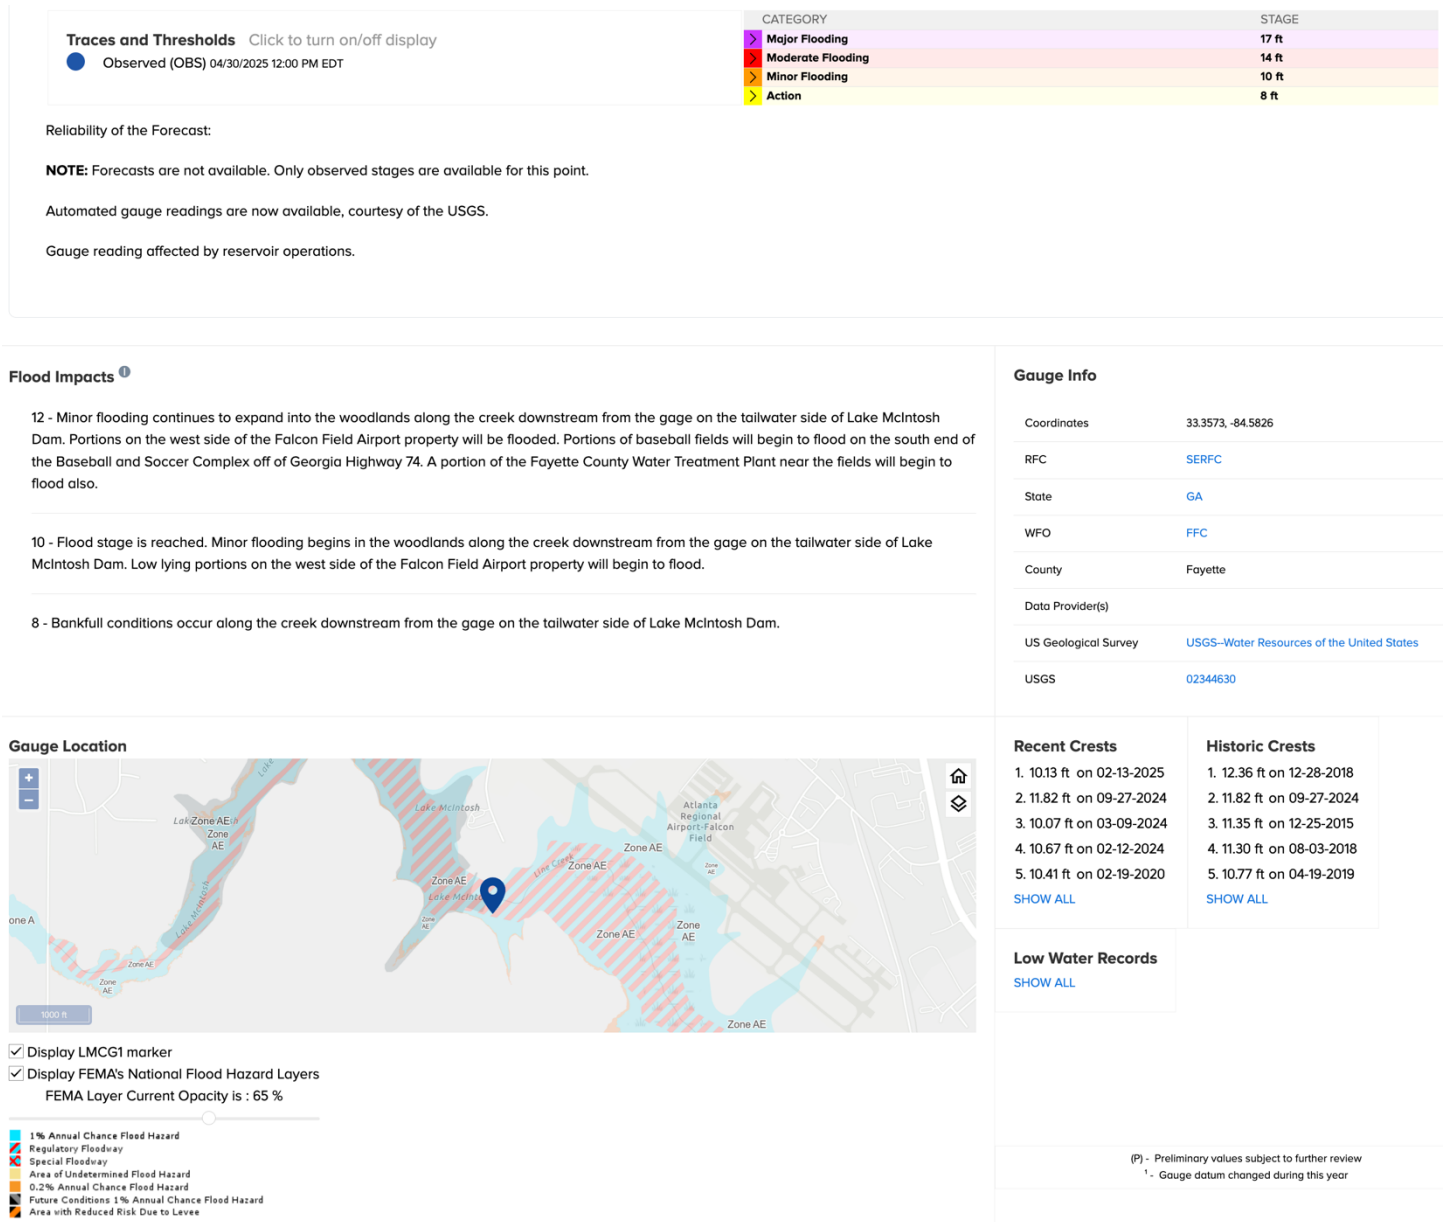 Traces and Thresholds Click to turn on/off display
Observed (OBS) 04/30/2025 12:00 PM EDT
CATEGORY STAGE
Major Flooding 17 ft
Moderate Flooding 14 ft
Minor Flooding 10 ft
Action 8 ft
Reliability of the Forecast:
NOTE: Forecasts are not available. Only observed stages are available for this point.
Automated gauge readings are now available, courtesy of the USGS.
Gauge reading affected by reservoir operations.
Flood Impacts
12 - Minor flooding continues to expand into the woodlands along the creek downstream from the gage on the tailwater side of Lake McIntosh
Dam. Portions on the west side of the Falcon Field Airport property will be flooded. Portions of baseball fields will begin to flood on the south end of
the Baseball and Soccer Complex off of Georgia Highway 74. A portion of the Fayette County Water Treatment Plant near the fields will begin to
flood also.
10 - Flood stage is reached. Minor flooding begins in the woodlands along the creek downstream from the gage on the tailwater side of Lake
McIntosh Dam. Low lying portions on the west side of the Falcon Field Airport property will begin to flood.
8 - Bankfull conditions occur along the creek downstream from the gage on the tailwater side of Lake McIntosh Dam.
Gauge Info
Coordinates 33.3573, -84.5826
RFC SERFC
State GA
WFO FFC
County Fayette
Data Provider(s)
US Geological Survey USGS--Water Resources of the United States
USGS 02344630
Gauge Location
+
−
Lake
Lake McIntosh
Atlanta
Regional
Airport-Falcon
Field
Zone AE
Zone
AE
Zone AE
Line Creek
Zone AE
Zone
AE
Zone AE
Lake McInto
Zone
AE
one A
Lake McIntosh
Zone AE
Zone
AE
Zone
AE
Zone AE
Zone AE
1000 ft
Display LMCG1 marker
Display FEMA's National Flood Hazard Layers
FEMA Layer Current Opacity is : 65 %
1% Annual Chance Flood Hazard
Regulatory Floodway
Special Floodway
Area of Undetermined Flood Hazard
0.2% Annual Chance Flood Hazard
Future Conditions 1% Annual Chance Flood Hazard
Area with Reduced Risk Due to Levee
Recent Crests
1. 10.13 ft on 02-13-2025
2. 11.82 ft on 09-27-2024
3. 10.07 ft on 03-09-2024
4. 10.67 ft on 02-12-2024
5. 10.41 ft on 02-19-2020
SHOW ALL
Historic Crests
1. 12.36 ft on 12-28-2018
2. 11.82 ft on 09-27-2024
3. 11.35 ft on 12-25-2015
4. 11.30 ft on 08-03-2018
5. 10.77 ft on 04-19-2019
SHOW ALL
Low Water Records
SHOW ALL
(P) - Preliminary values subject to further review
1 - Gauge datum changed during this year